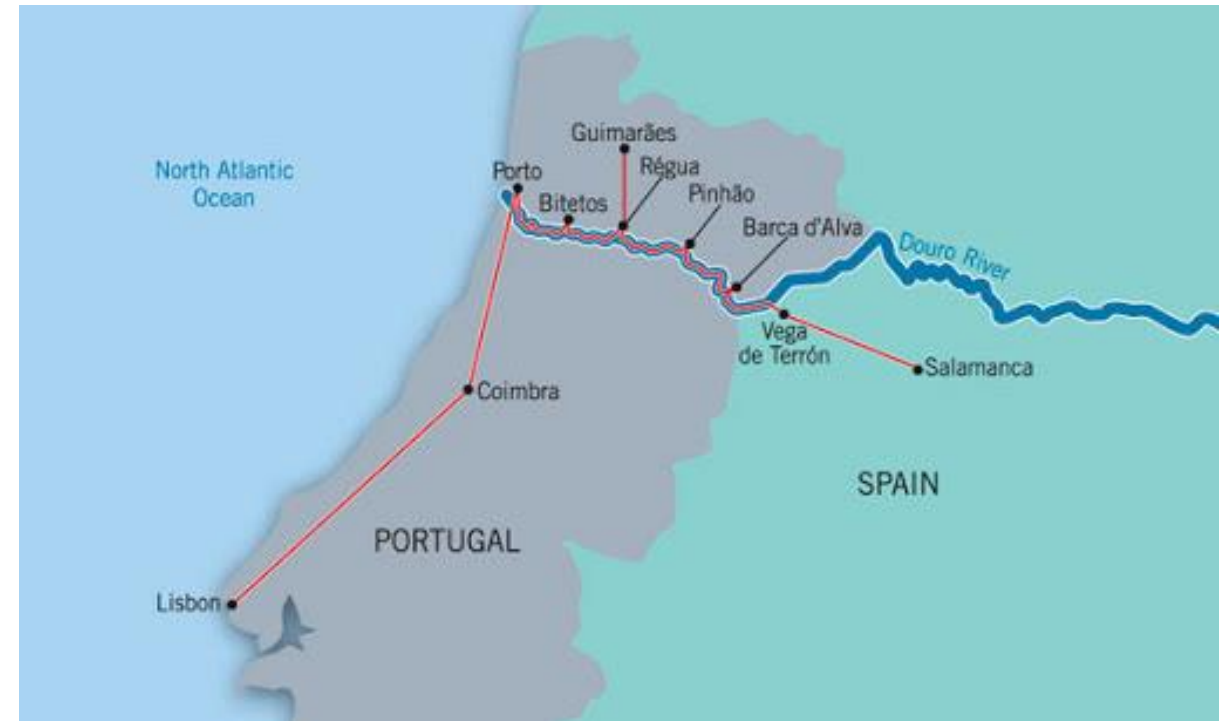 Guimarães
North Atlantic
Ocean
Porto
Régua
Bitetos
Pinhão
Barca d'Alva
Douro River
Vega
de Terrón
Salamanca
Coimbra
SPAIN
PORTUGAL
Lisbon